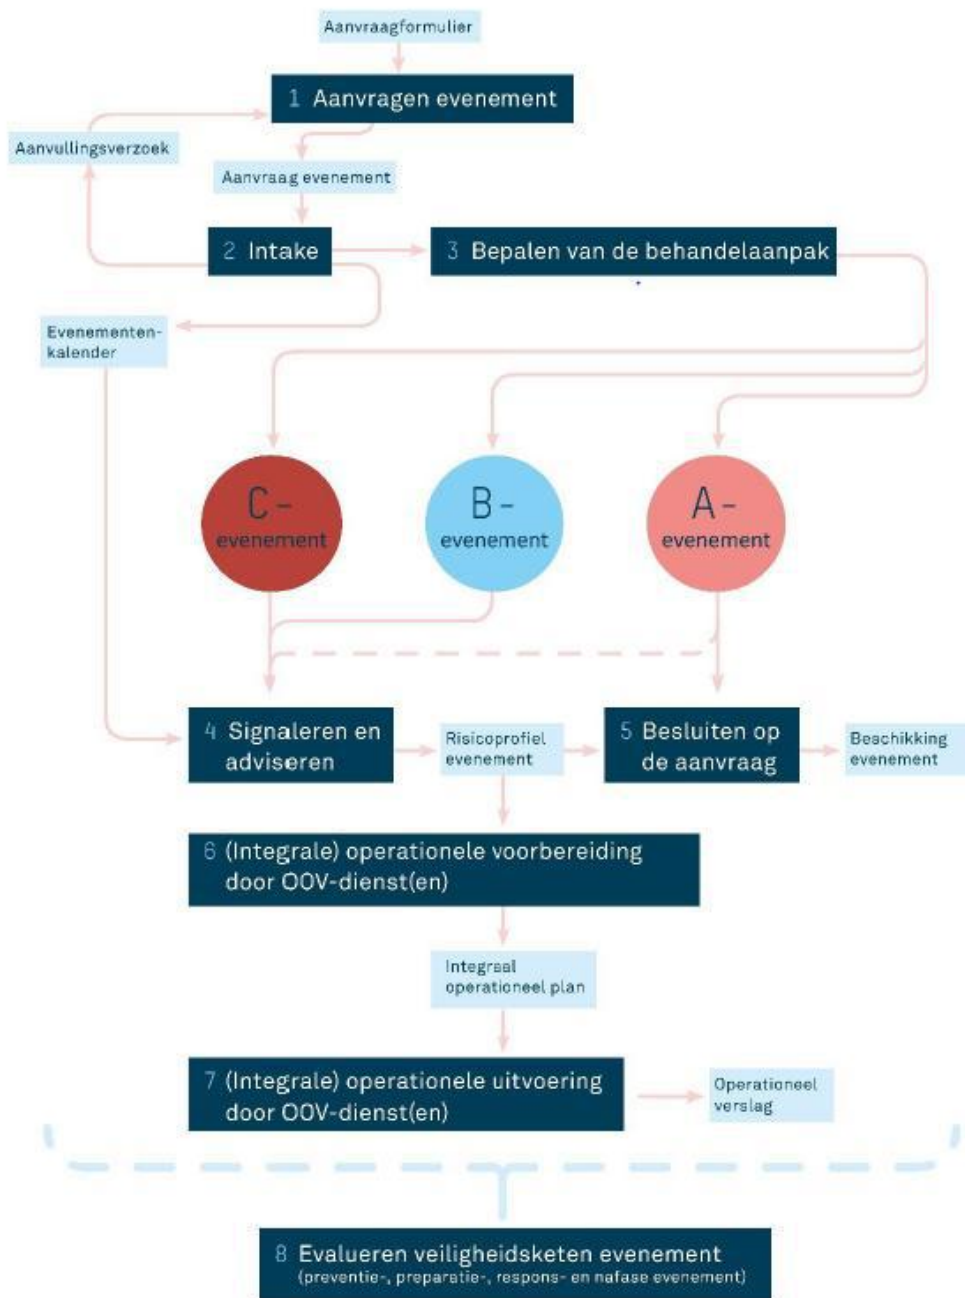 Aanvraagformulier
1 Aanvragen evenement
Aanvullingsverzoek
Aanvraag evenement
2 Intake
3 Bepalen van de behandelaanpak
Evenementen-
kalender
C-
evenement
B-
evenement
A-
evenement
4 Signaleren en
adviseren
Risicoprofiel
evenement
5 Besluiten op
de aanvraag
Beschikking
evenement
6 (Integrale) operationele voorbereiding
door OOV-dienst(en)
Integraal
operationeel plan
7 (Integrale) operationele uitvoering
door OOV-dienst(en)
Operationeel
verslag
8 Evalueren veiligheidsketen evenement
(preventie-, preparatie-, respons- en nafase evenement)